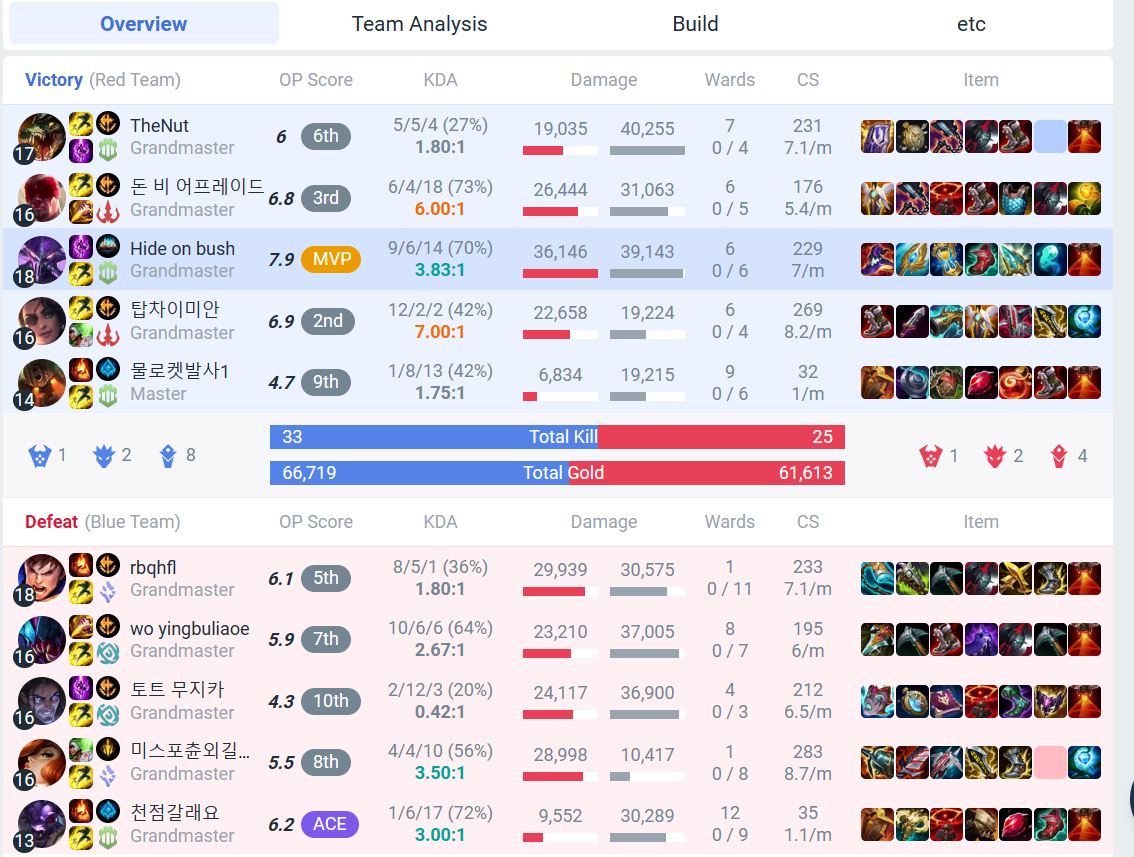 Overview Team Analysis Build etc
Victory (Red Team) OP Score KDA Damage Wards CS Item
17 TheNut Grandmaster 6 6th 5/5/4 (27%) 1.80:1 19,035 40,255 7 0 / 4 231 7.1/m
16 돈 비 어프레이드 Grandmaster 6.8 3rd 6/4/18 (73%) 6.00:1 26,444 31,063 6 0 / 5 176 5.4/m
18 Hide on bush Grandmaster 7.9 MVP 9/6/14 (70%) 3.83:1 36,146 39,143 6 0 / 6 229 7/m
16 탑차이미안 Grandmaster 6.9 2nd 12/2/2 (42%) 7.00:1 22,658 19,224 6 0 / 4 269 8.2/m
14 물로켓발사1 Master 4.7 9th 1/8/13 (42%) 1.75:1 6,834 19,215 9 0 / 6 32 1/m
1 2 8 33 Total Kill 25 1 2 4
66,719 Total Gold 61,613
Defeat (Blue Team) OP Score KDA Damage Wards CS Item
18 rbqhfl Grandmaster 6.1 5th 8/5/1 (36%) 1.80:1 29,939 30,575 1 0 / 11 233 7.1/m
16 wo yingbuliaoe Grandmaster 5.9 7th 10/6/6 (64%) 2.67:1 23,210 37,005 8 0 / 7 195 6/m
16 토트 무지카 Grandmaster 4.3 10th 2/12/3 (20%) 0.42:1 24,117 36,900 4 0 / 3 212 6.5/m
16 미스포츈외길... Grandmaster 5.5 8th 4/4/10 (56%) 3.50:1 28,998 10,417 1 0 / 8 283 8.7/m
13 천점갈래요 Grandmaster 6.2 ACE 1/6/17 (72%) 3.00:1 9,552 30,289 12 0 / 9 35 1.1/m